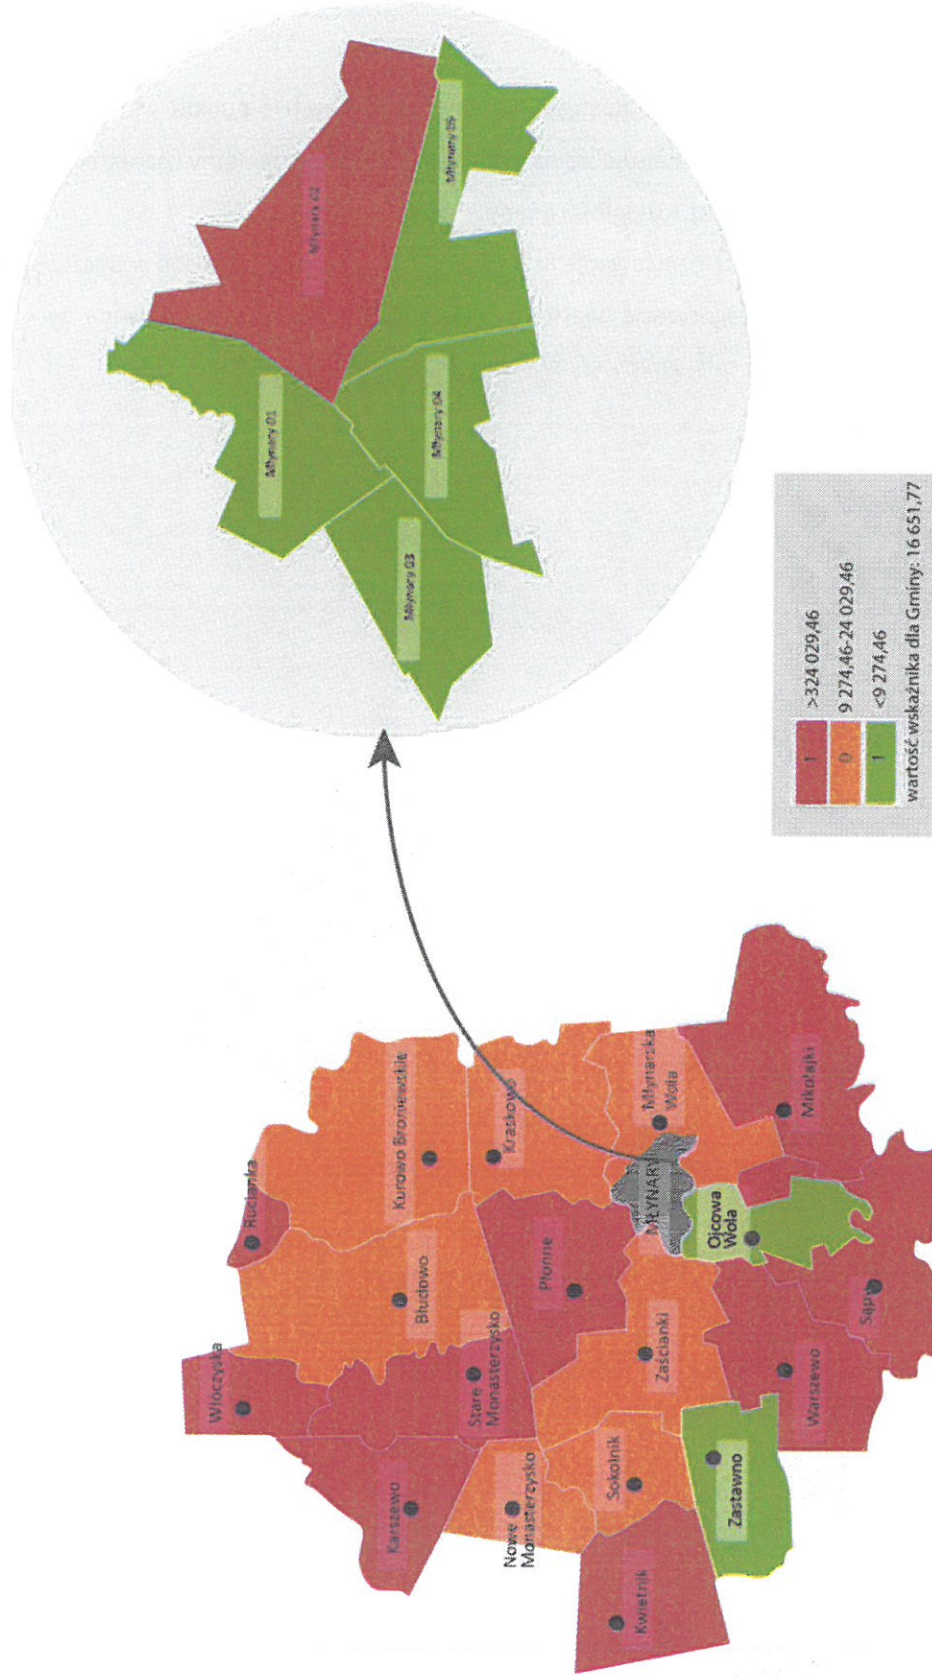 Włoczyska
Rucianka
Karszewo
Kurowo Broniewskie
Błudowo
Stare
Monasterzysko
Kraskowo
Nowe
Monasterzysko
Płonne
Sokolnik
Kwietnik
Zaścianki
MŁYNARY
Młynarska
Wola
Ojcowa
Wola
Zastawno
Warszewo
Mikołajki
Sąpy
Młynary 01
Młynary 02
Młynary 03
Młynary 04
Młynary 05
1 >324 029,46
0 9 274,46-24 029,46
1 <9 274,46
wartość wskaźnika dla Gminy: 16 651,77